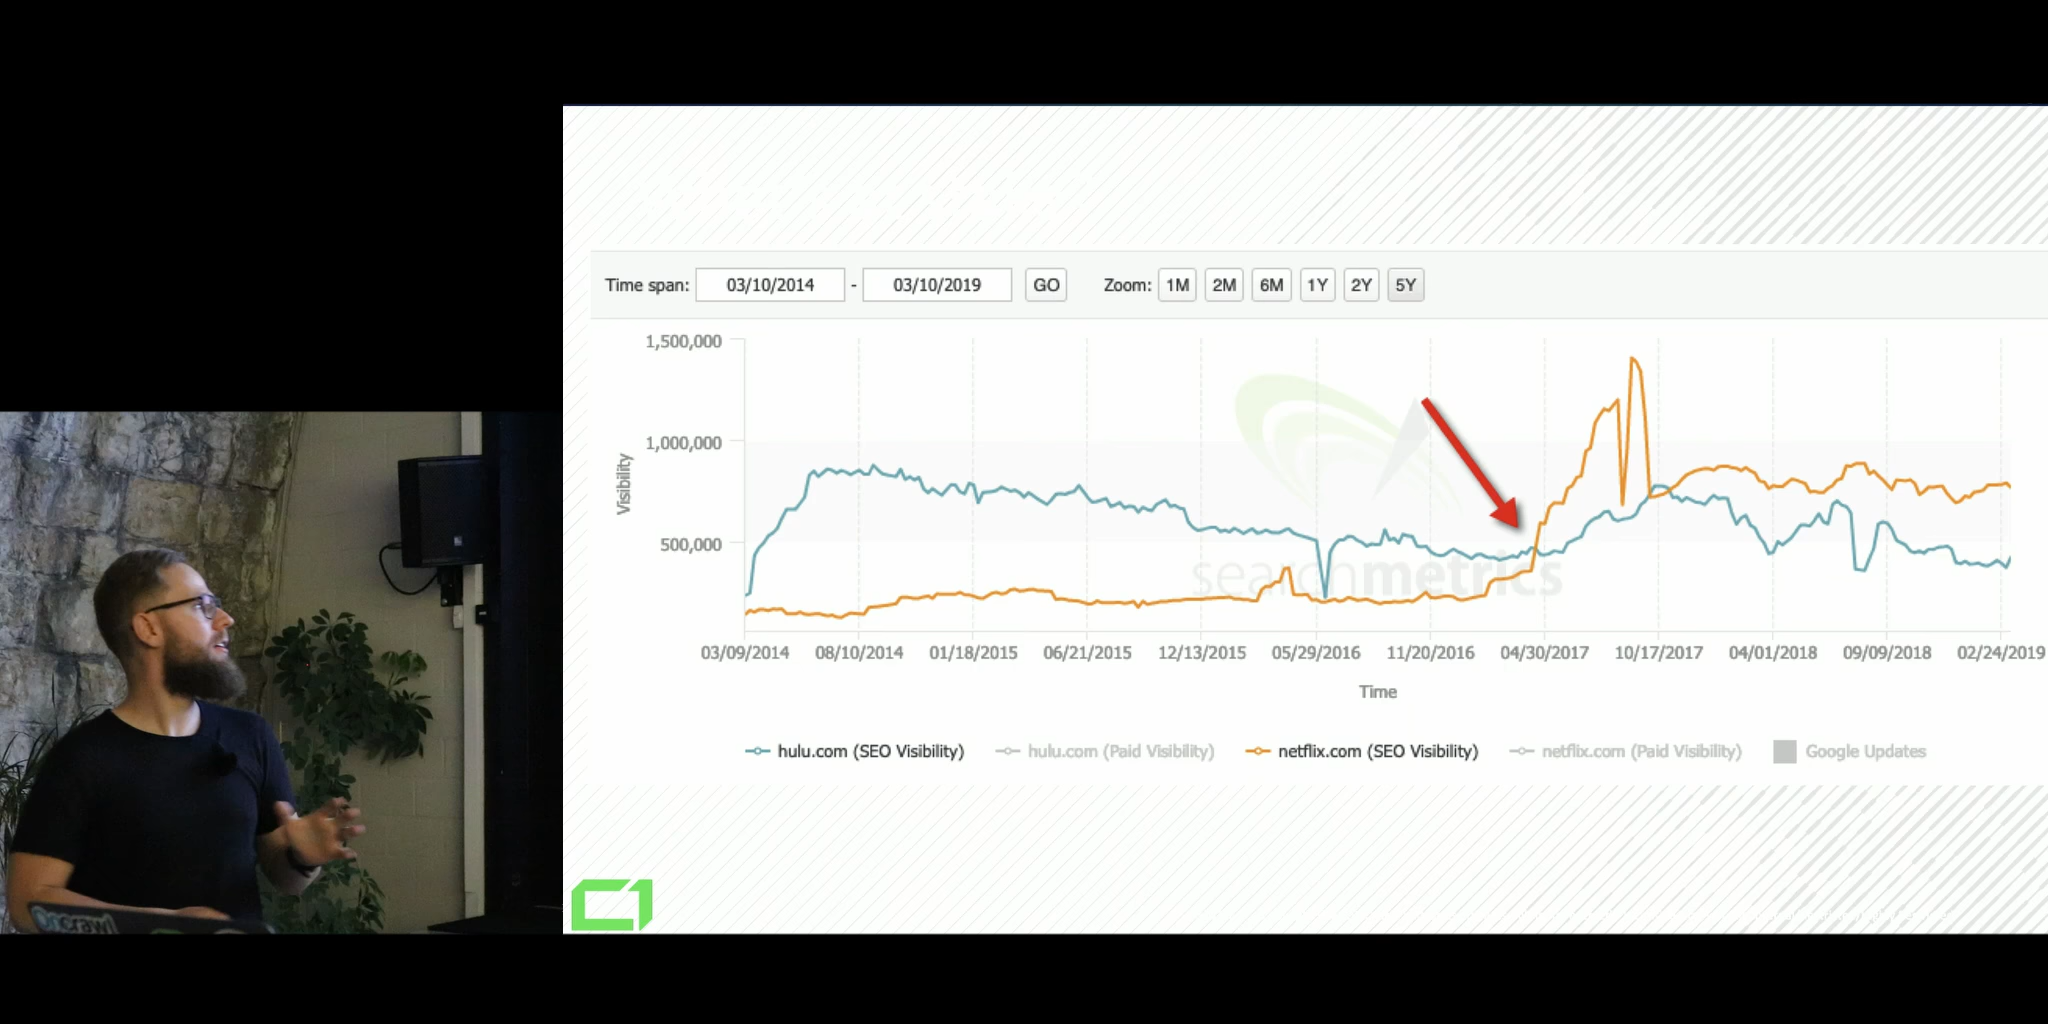 Time span: 03/10/2014 - 03/10/2019 GO Zoom: 1M 2M 6M 1Y 2Y 5Y
1,500,000
1,000,000
500,000
Visibility
searchmetrics
03/09/2014 08/10/2014 01/18/2015 06/21/2015 12/13/2015 05/29/2016 11/20/2016 04/30/2017 10/17/2017 04/01/2018 09/09/2018 02/24/2019
Time
hulu.com (SEO Visibility) hulu.com (Paid Visibility) netflix.com (SEO Visibility) netflix.com (Paid Visibility) Google Updates
Oncrawl